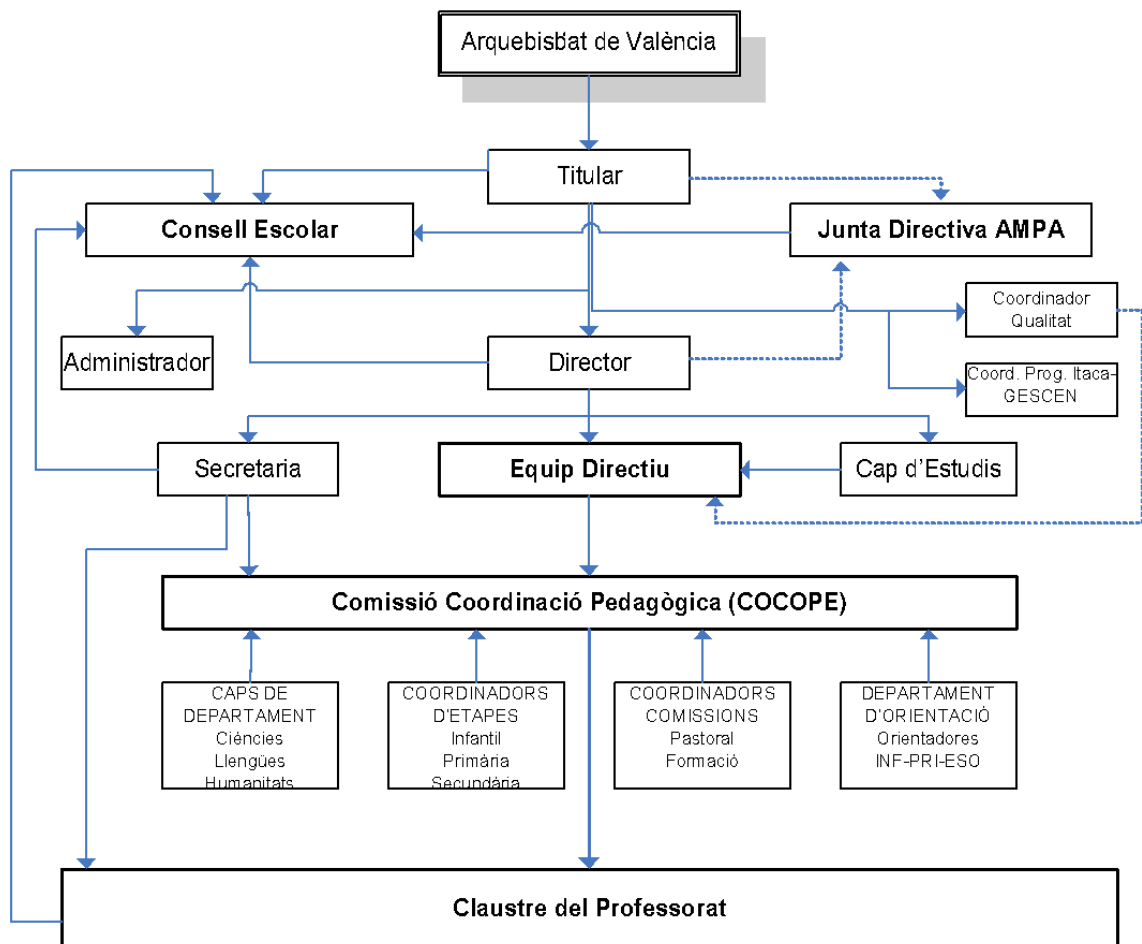 Arquebisbat de València
Titular
Consell Escolar
Junta Directiva AMPA
Coordinador
Qualitat
Administrador
Director
Coord. Prog. Itaca-
GESCEN
Secretaria
Equip Directiu
Cap d'Estudis
Comissió Coordinació Pedagògica (COCOPE)
CAPS DE
DEPARTAMENT
Ciències
Llengües
Humanitats
COORDINADORS
D'ETAPES
Infantil
Primària
Secundària
COORDINADORS
COMISSIONS
Pastoral
Formació
DEPARTAMENT
D'ORIENTACIÓ
Orientadores
INF-PRI-ESO
Claustre del Professorat